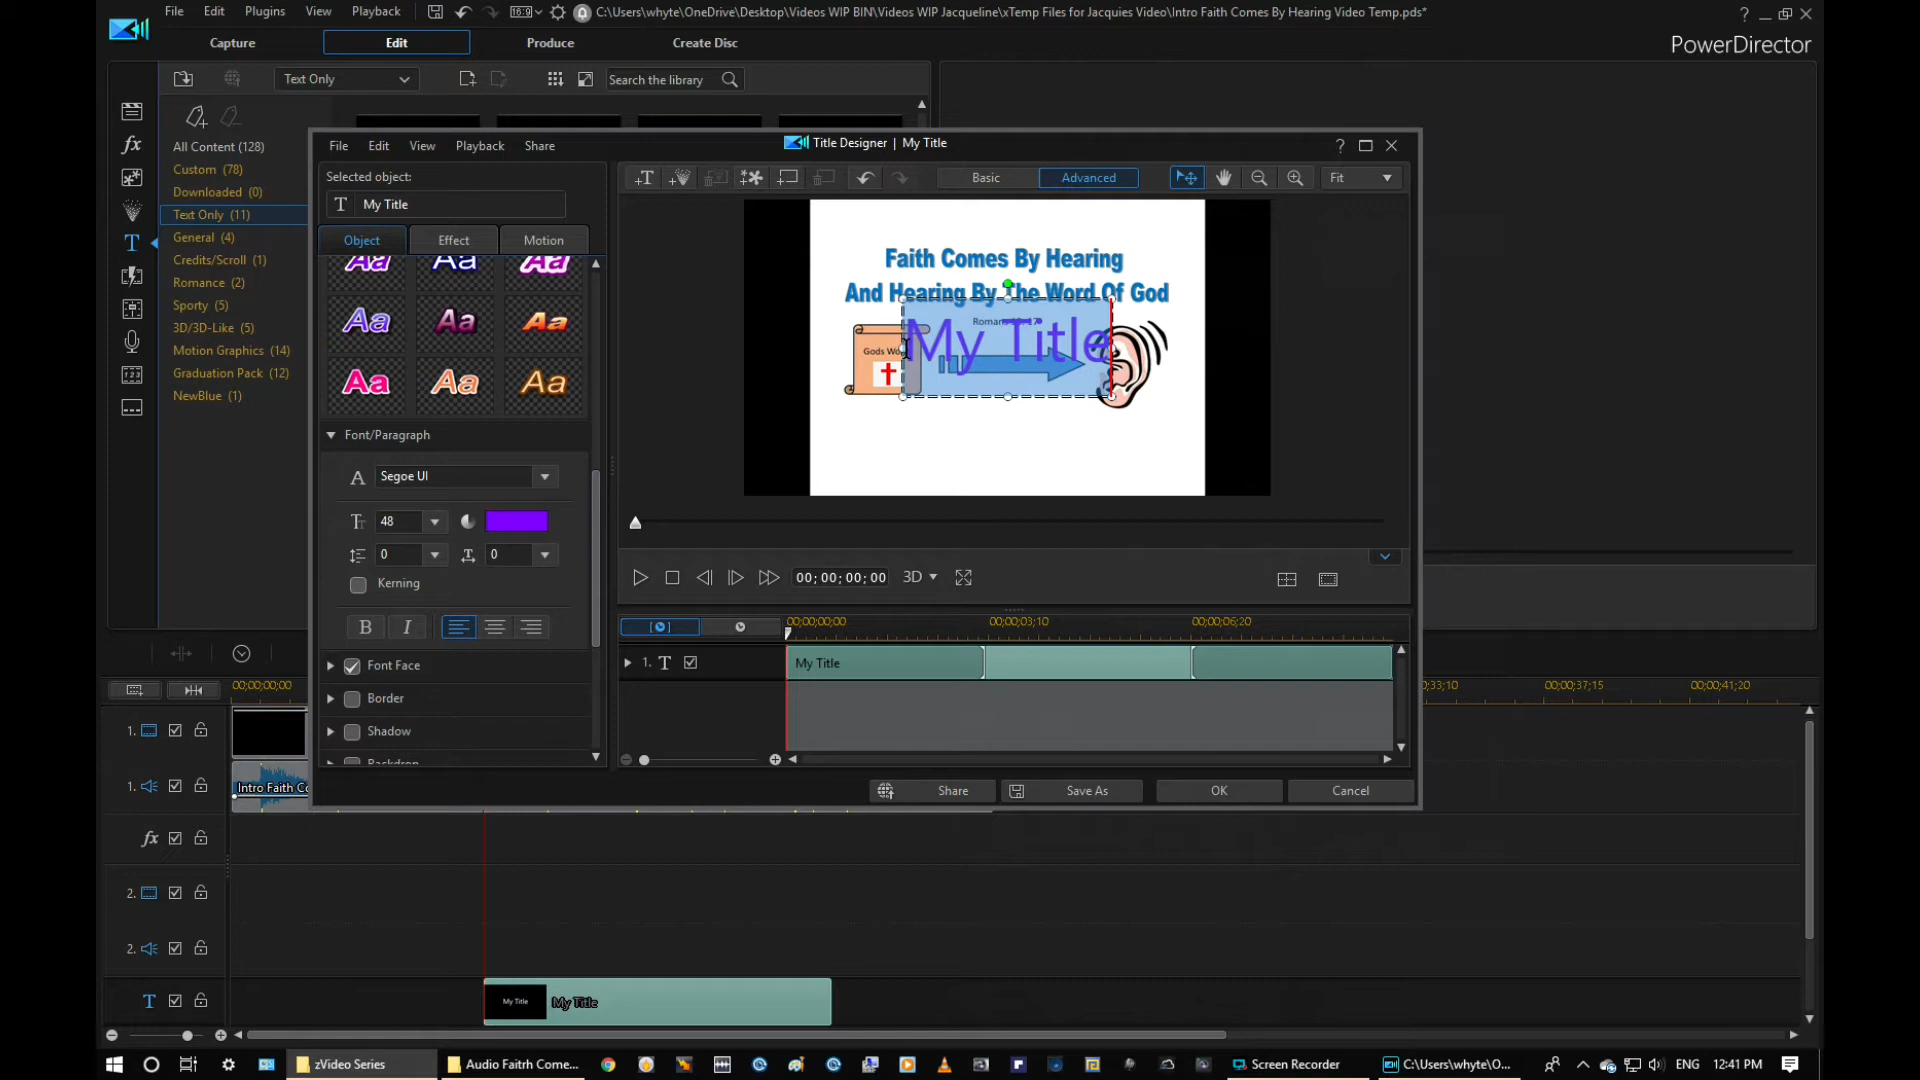 File Edit Plugins View Playback 16:9 C:\Users\whyte\OneDrive\Desktop\Videos WIP BIN\Videos WIP Jacqueline\xTemp Files for Jacquies Video\Intro Faith Comes By Hearing Video Temp.pds* ?
Capture Edit Produce Create Disc PowerDirector
Text Only Search the library
All Content (128)
Custom (78)
Downloaded (0)
Text Only (11)
General (4)
Credits/Scroll (1)
Romance (2)
Sporty (5)
3D/3D-Like (5)
Motion Graphics (14)
Graduation Pack (12)
NewBlue (1)
fx
T
Title Designer | My Title
File Edit View Playback Share ?
Selected object:
T My Title
Object Effect Motion
Aa Aa Aa
Aa Aa Aa
Aa Aa Aa
Font/Paragraph
A Segoe UI
48
0 0
Kerning
B I
Font Face
Border
Shadow
Backdrop
Basic Advanced Fit
Faith Comes By Hearing
And Hearing By The Word Of God
Gods
My Title
00;00;00;00 3D
00;00;00;00 00;00;03;10 00;00;06;20
1. T My Title
Share Save As OK Cancel
00;00;00;00 33;10 00;00;37;15 00;00;41;20
1.
1. Intro Faith Co
fx
2.
2.
T My Title My Title
zVideo Series Audio Faitrh Come... Screen Recorder C:\Users\whyte\O... ENG 12:41 PM